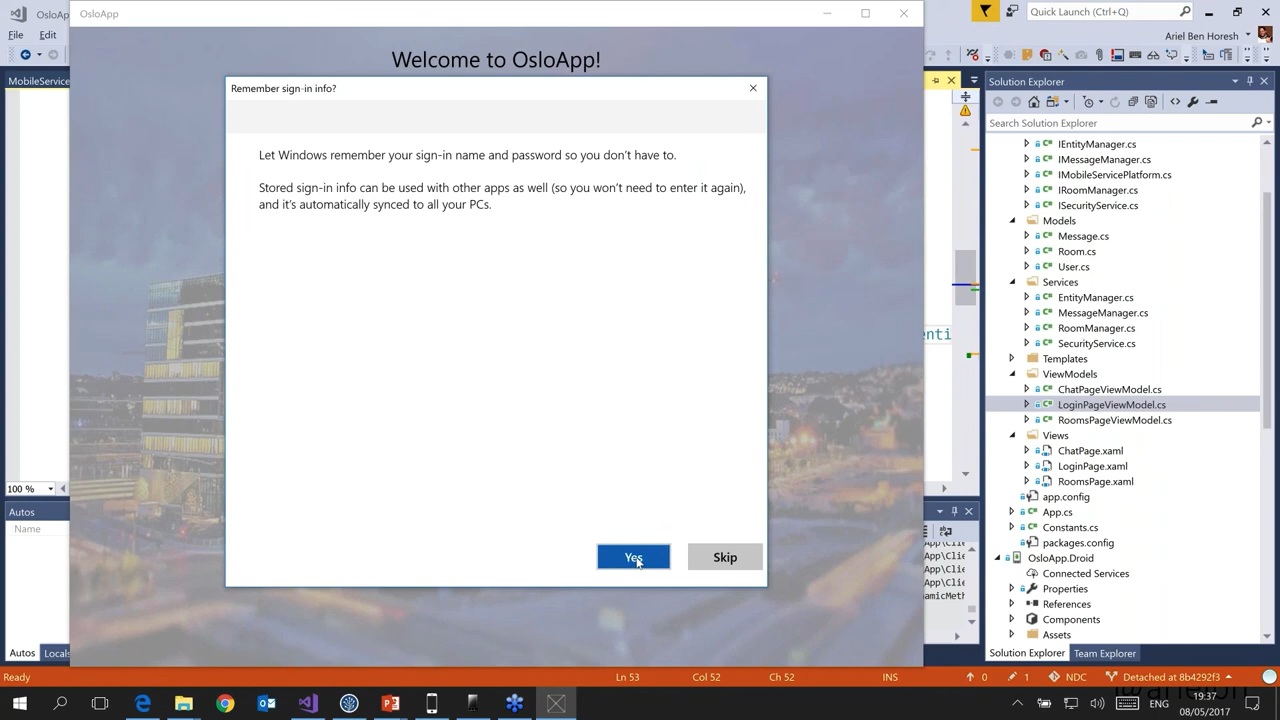 OsloApp
OsloApp
Quick Launch (Ctrl+Q)
File
Edit
Ariel Ben Horesh
Welcome to OsloApp!
MobileService
Remember sign-in info?
Let Windows remember your sign-in name and password so you don't have to.
Stored sign-in info can be used with other apps as well (so you won't need to enter it again),
and it's automatically synced to all your PCs.
Yes
Skip
enti
100 %
Autos
Name
Autos
Locals
App\Clie
App\Clie
App\Clie
Solution Explorer
Search Solution Explorer
IEntityManager.cs
IMessageManager.cs
IMobileServicePlatform.cs
IRoomManager.cs
ISecurityService.cs
Models
Message.cs
Room.cs
User.cs
Services
EntityManager.cs
MessageManager.cs
RoomManager.cs
SecurityService.cs
Templates
ViewModels
ChatPageViewModel.cs
LoginPageViewModel.cs
RoomsPageViewModel.cs
Views
ChatPage.xaml
LoginPage.xaml
RoomsPage.xaml
app.config
App.cs
Constants.cs
packages.config
OsloApp.Droid
Connected Services
Properties
References
Components
Assets
Solution Explorer
Team Explorer
Ready
Ln 53
Col 52
Ch 52
INS
0
1
NDC
Detached at 8b4292f3
ENG
19:37
08/05/2017